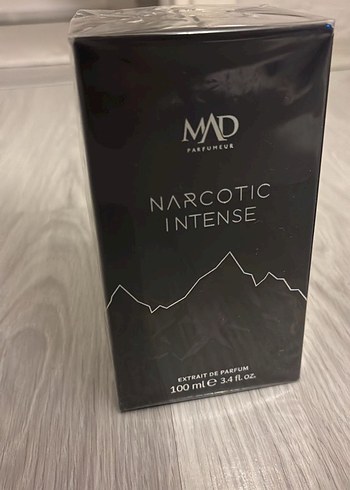 MAD
PARFUMEUR
NARCOTIC
INTENSE
EXTRAIT DE PARFUM
100 ml ℮ 3.4 fl. oz.